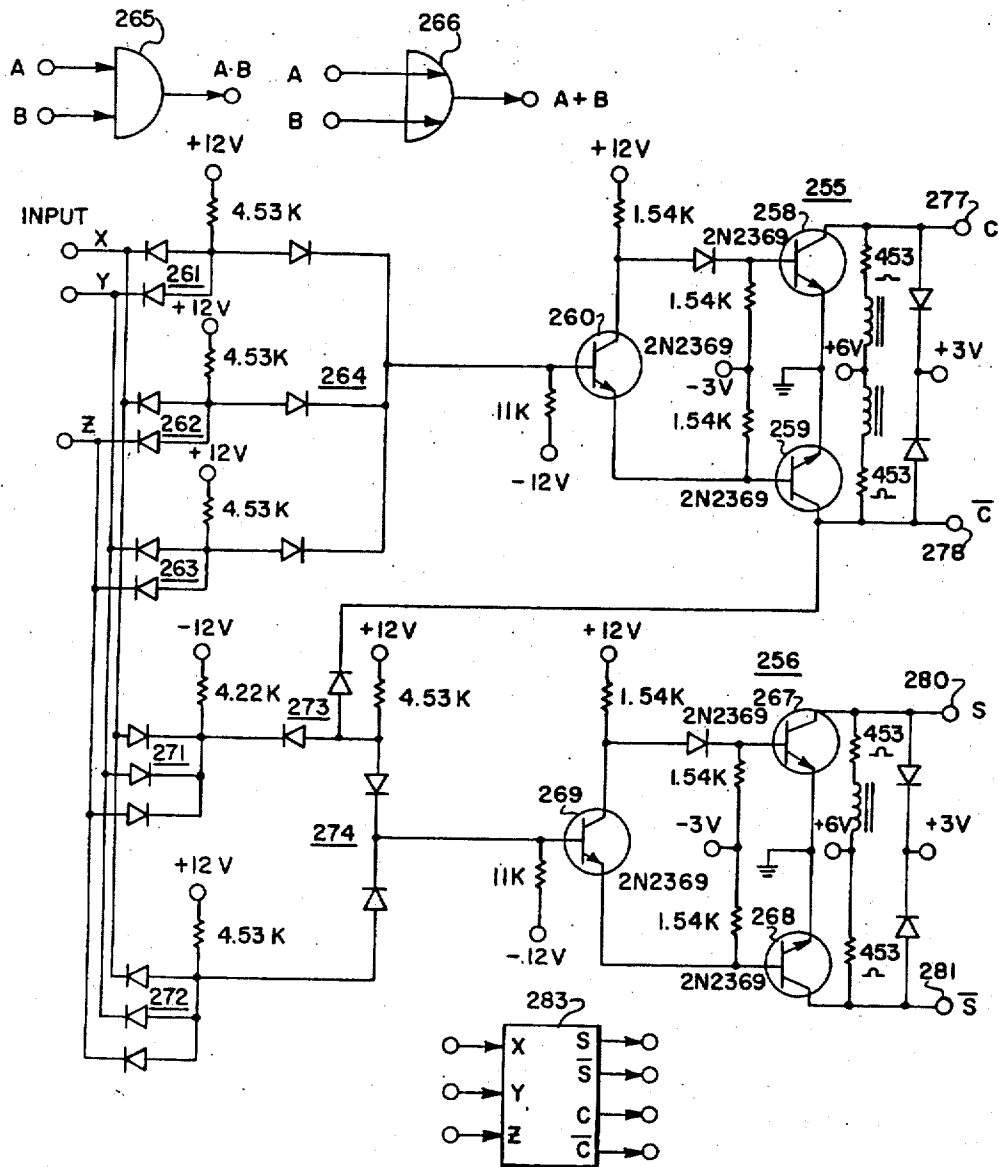 265
266
A
A·B
A
B
B
A + B
+12V
+12V
INPUT
4.53K
255
1.54K
258
277
X
2N2369
C
453
Y
261
+12V
1.54K
260
4.53K
264
2N2369
+6V
+3V
-3V
11K
1.54K
Z
262
259
+12V
-12V
453
4.53K
2N2369
C̅
263
278
-12V
+12V
+12V
256
4.22K
273
4.53K
1.54K
267
280
2N2369
S
453
271
1.54K
269
-3V
+6V
+3V
274
+12V
11K
2N2369
4.53K
1.54K
268
453
-12V
2N2369
281
272
S̅
283
X
S
S̅
Y
C
Z
C̅